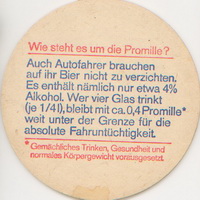 Wie steht es um die Promille?
Auch Autofahrer brauchen
auf ihr Bier nicht zu verzichten.
Es enthält nämlich nur etwa 4%
Alkohol. Wer vier Glas trinkt
(je 1/4l), bleibt mit ca. 0,4 Promille*
weit unter der Grenze für die
absolute Fahruntüchtigkeit.
*Gemächliches Trinken, Gesundheit und
normales Körpergewicht vorausgesetzt.